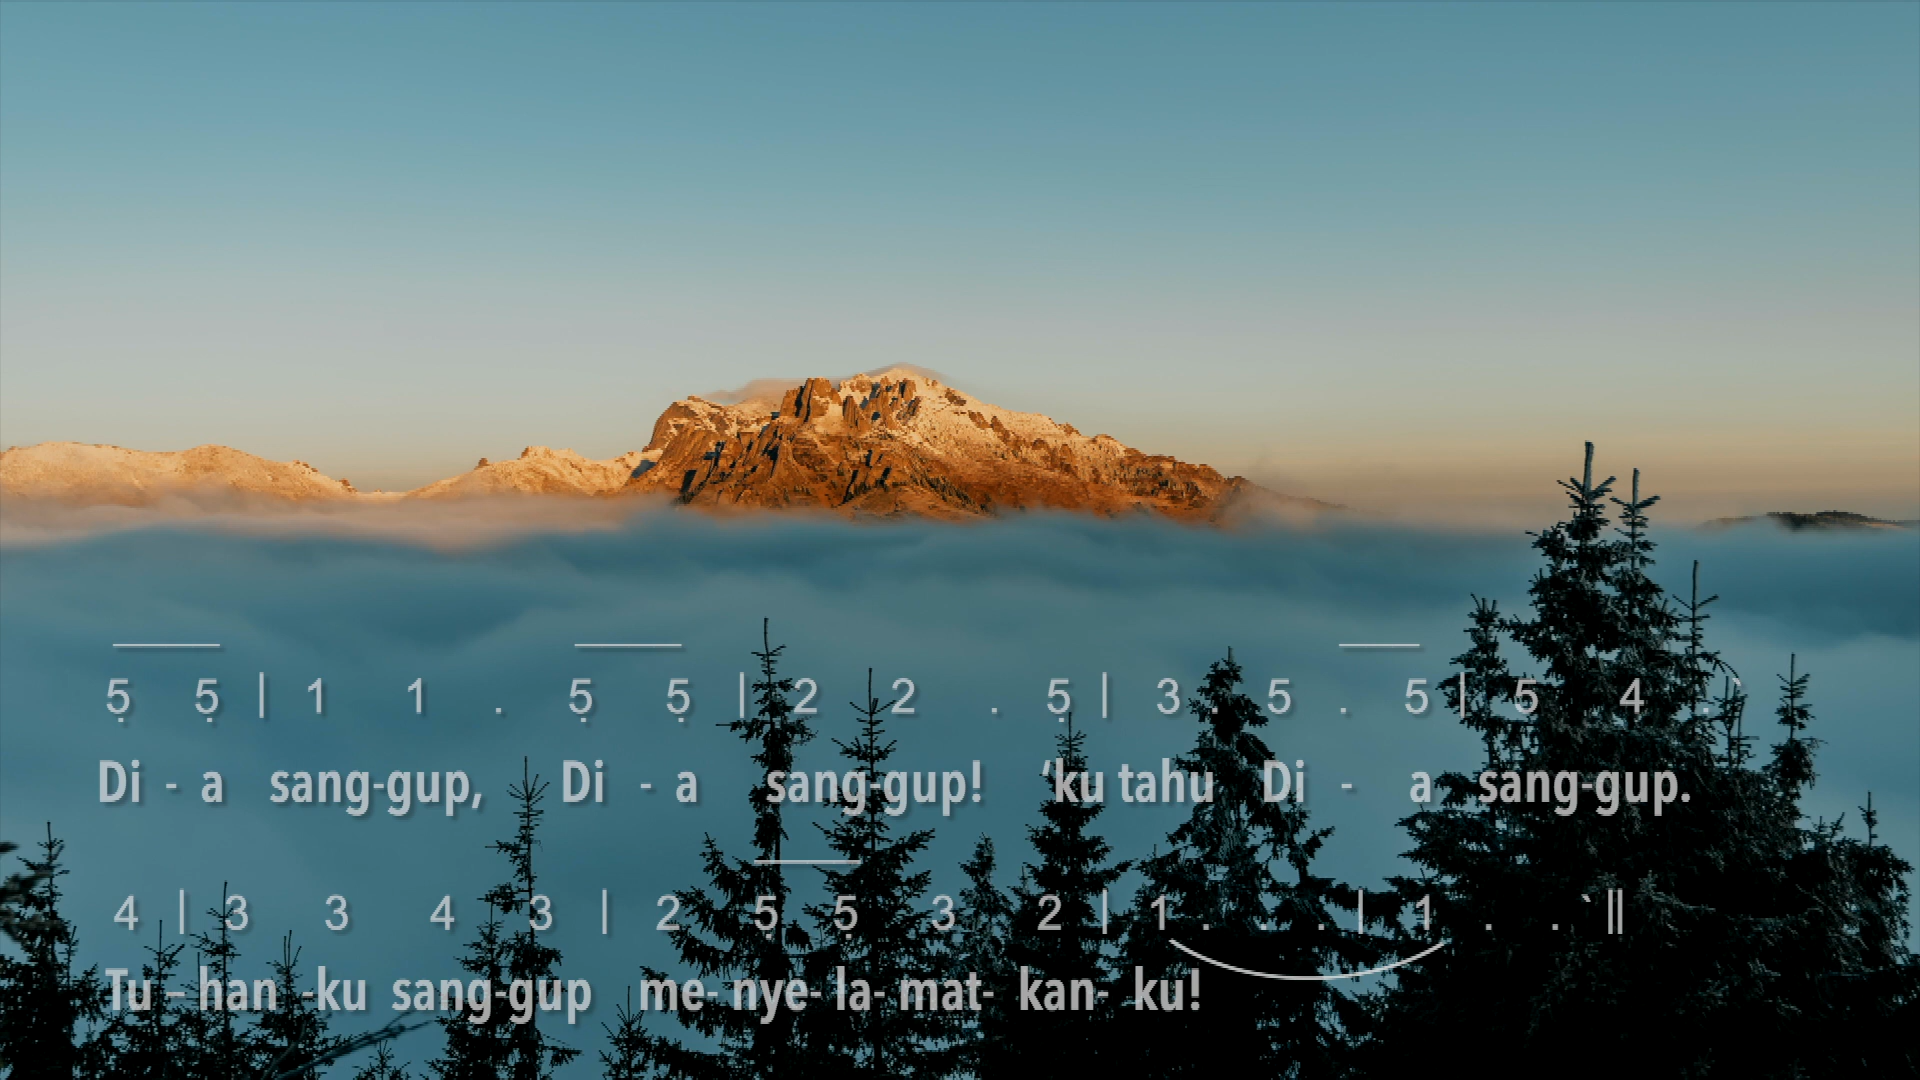 5̣ 5̣ | 1 1 . 5̣ 5̣ | 2 2 . 5̣ | 3 . 5 . 5 | 5 4 . `
Di - a sang-gup, Di - a sang-gup! ‘ku tahu Di - a sang-gup.
4 | 3 3 4 3 | 2 5̣ 5̣ 3 2 | 1 . . . | 1 . . ` ||
Tu – han -ku sang-gup me- nye- la- mat- kan- ku!